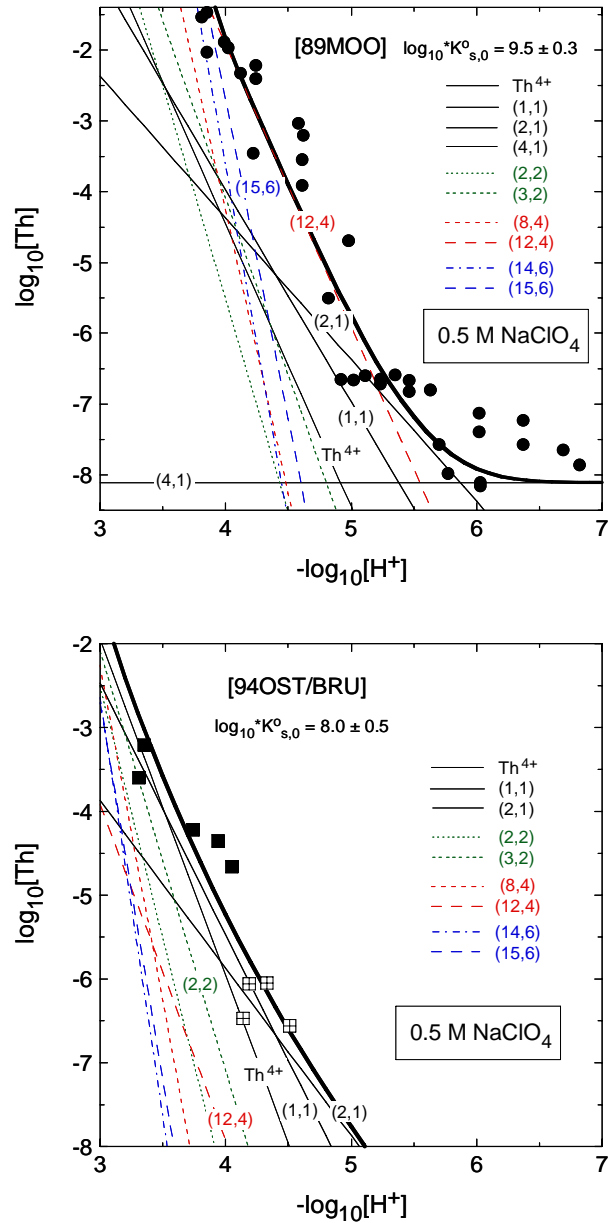 [89MOO] log₁₀*K°ₛ,₀ = 9.5 ± 0.3
Th⁴⁺
(1,1)
(2,1)
(4,1)
(2,2)
(3,2)
(8,4)
(12,4)
(14,6)
(15,6)
0.5 M NaClO₄
(15,6)
(12,4)
(2,1)
(1,1)
Th⁴⁺
(4,1)
log₁₀[Th]
-2
-3
-4
-5
-6
-7
-8
3 4 5 6 7
-log₁₀[H⁺]
[94OST/BRU]
log₁₀*K°ₛ,₀ = 8.0 ± 0.5
Th⁴⁺
(1,1)
(2,1)
(2,2)
(3,2)
(8,4)
(12,4)
(14,6)
(15,6)
0.5 M NaClO₄
(2,2)
Th⁴⁺
(12,4)
(1,1)
(2,1)
log₁₀[Th]
-2
-3
-4
-5
-6
-7
-8
3 4 5 6 7
-log₁₀[H⁺]